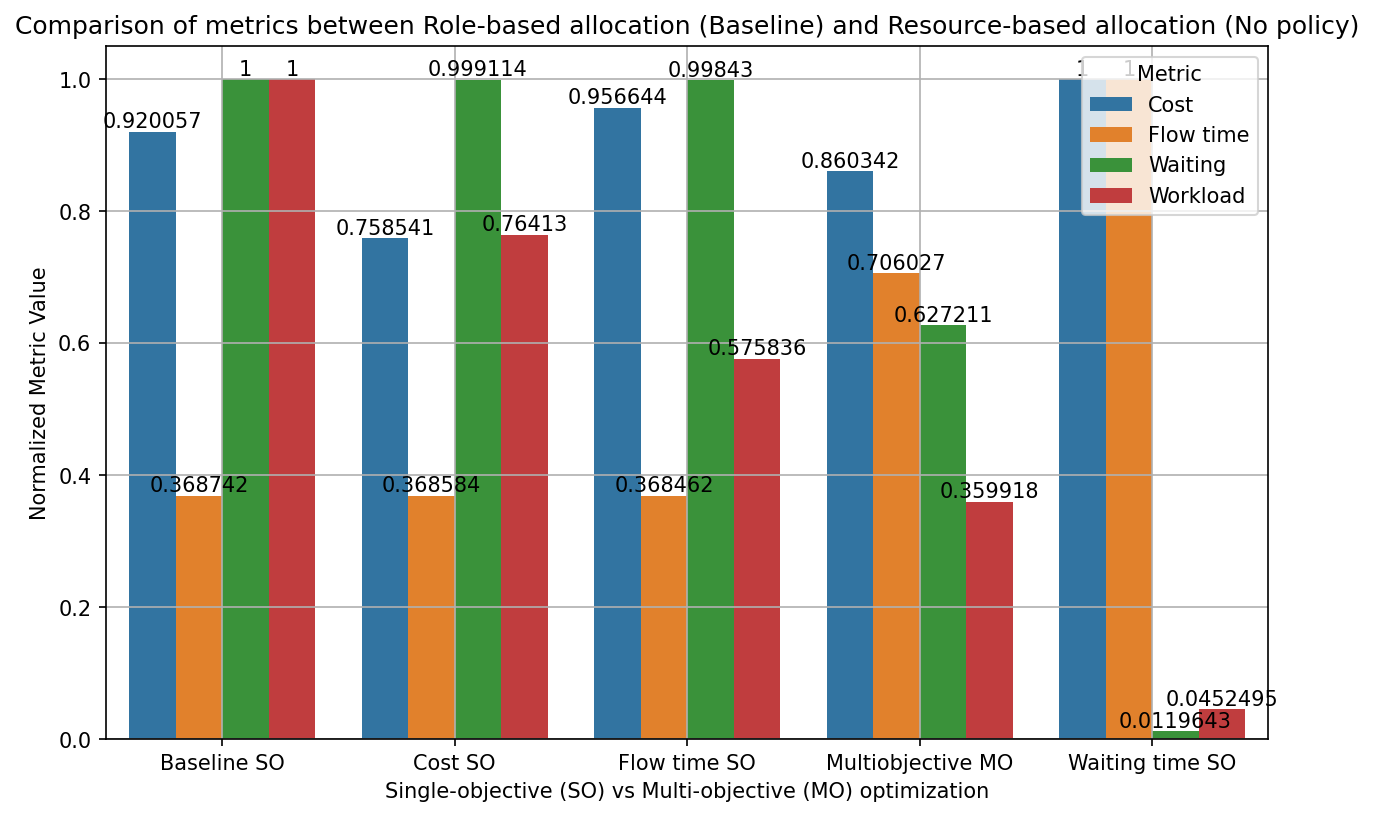 Comparison of metrics between Role-based allocation (Baseline) and Resource-based allocation (No policy)
Normalized Metric Value
1.0
0.8
0.6
0.4
0.2
0.0
0.920057
0.368742
1
1
0.758541
0.368584
0.999114
0.76413
0.956644
0.368462
0.99843
0.575836
0.860342
0.706027
0.627211
0.359918
1
1
0.0119643
0.0452495
Metric
Cost
Flow time
Waiting
Workload
Baseline SO
Cost SO
Flow time SO
Multiobjective MO
Waiting time SO
Single-objective (SO) vs Multi-objective (MO) optimization